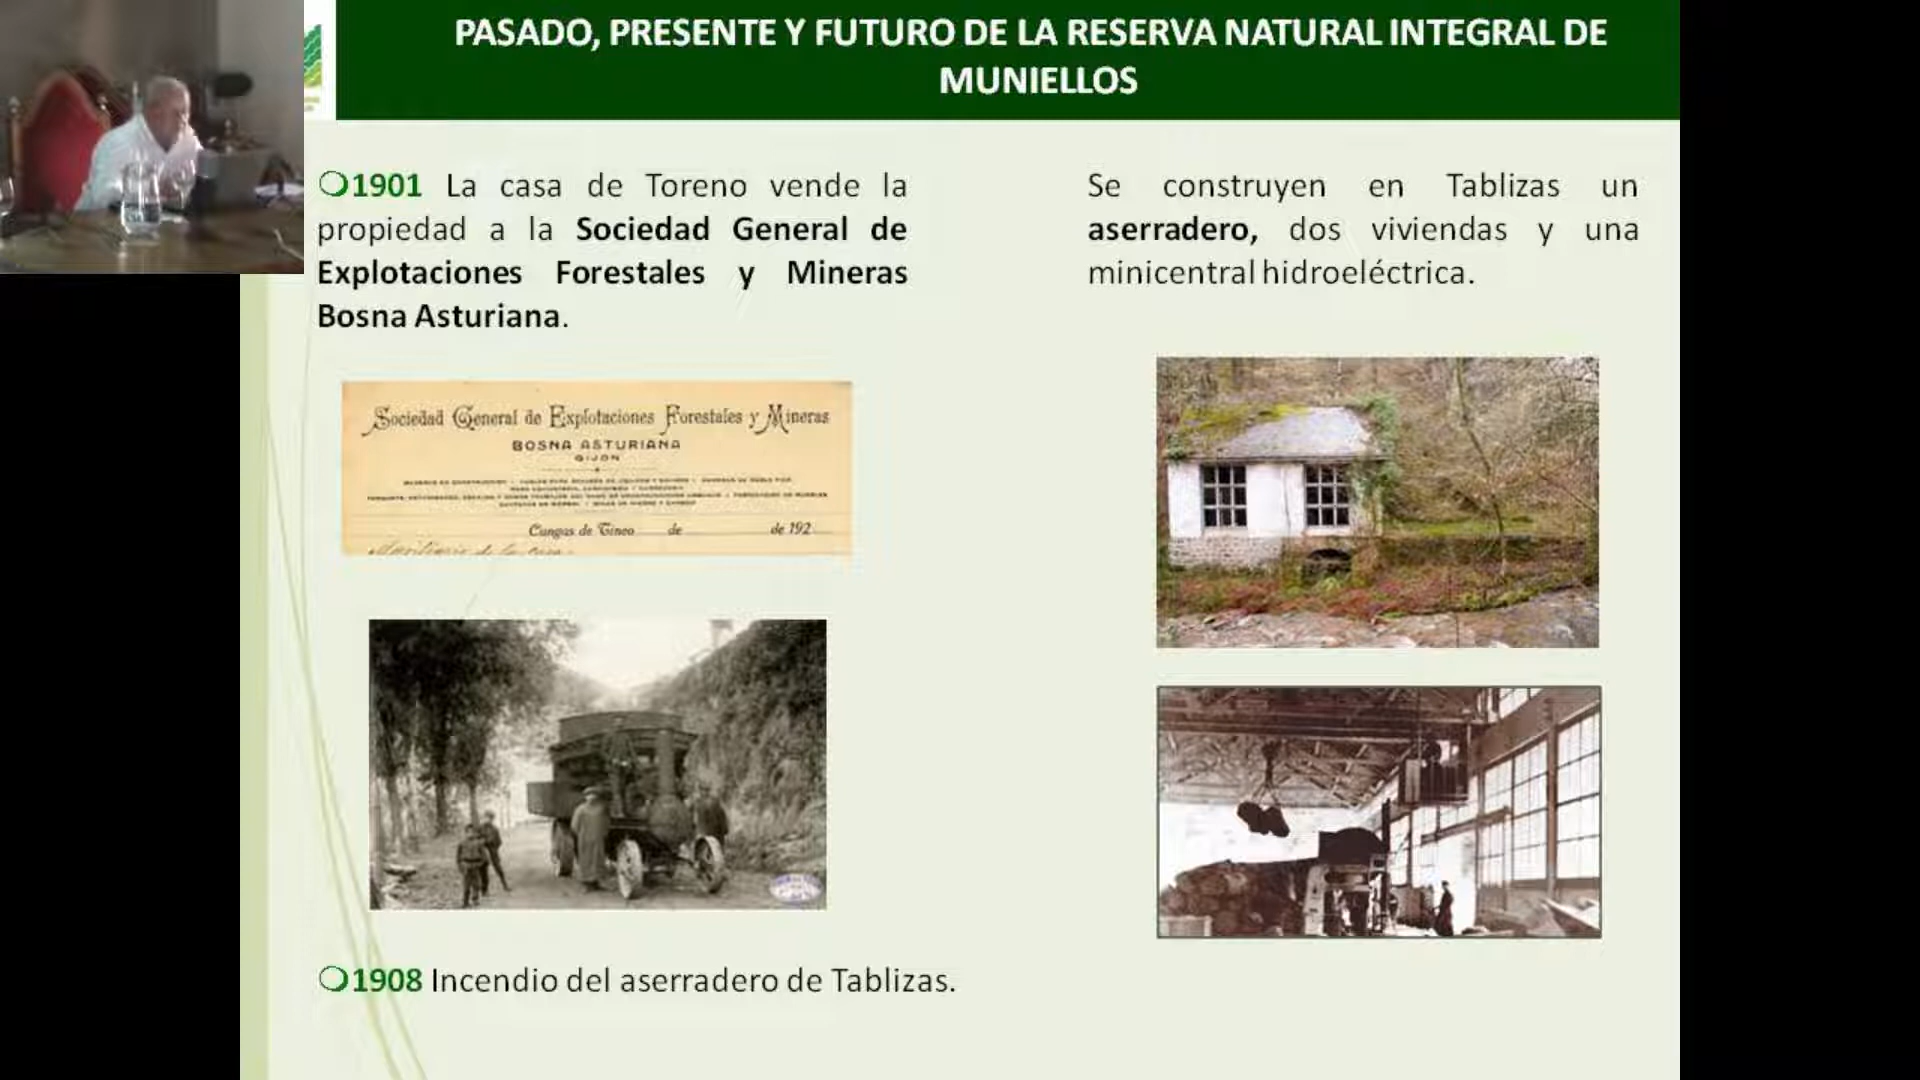 PASADO, PRESENTE Y FUTURO DE LA RESERVA NATURAL INTEGRAL DE
MUNIELLOS
1901 La casa de Toreno vende la
propiedad a la Sociedad General de
Explotaciones Forestales y Mineras
Bosna Asturiana.
Se construyen en Tablizas un
aserradero, dos viviendas y una
minicentral hidroeléctrica.
Sociedad General de Explotaciones Forestales y Mineras
BOSNA ASTURIANA
GIJON
Cangas de Tineo de de 192
1908 Incendio del aserradero de Tablizas.